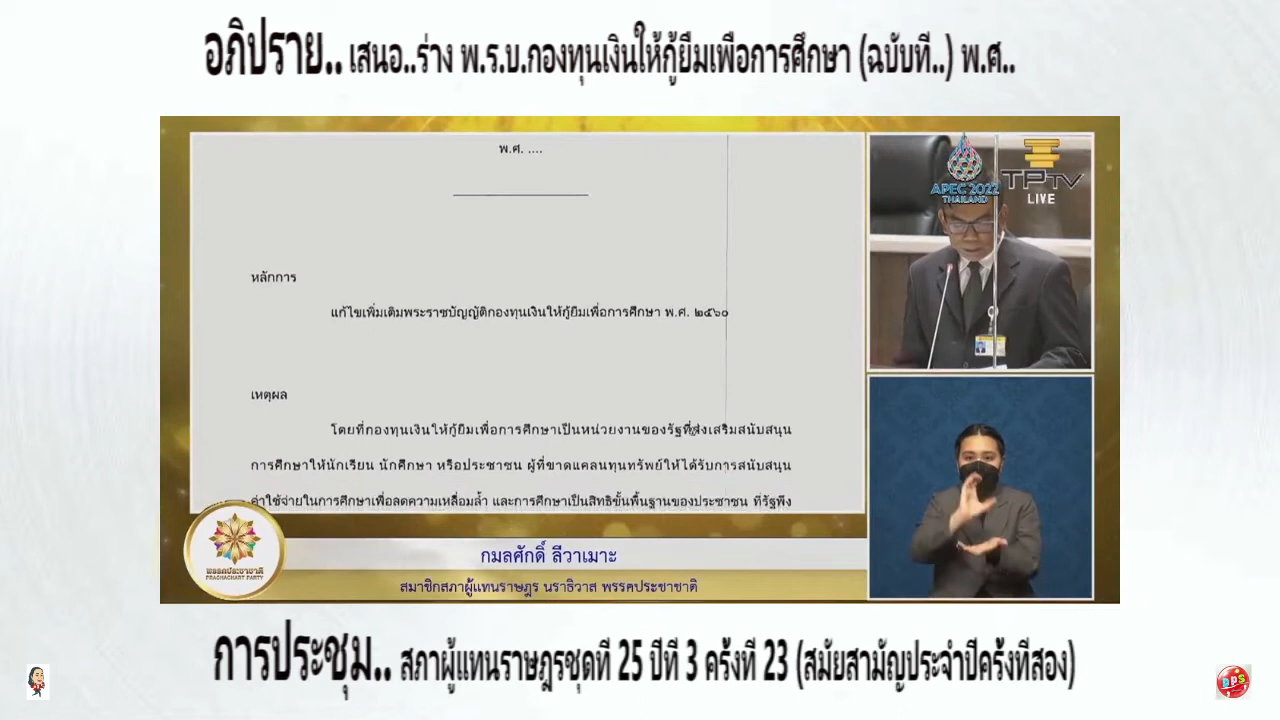 อภิปราย.. เสนอ..ร่าง พ.ร.บ.กองทุนเงินให้กู้ยืมเพื่อการศึกษา (ฉบับที่..) พ.ศ..
พ.ศ. ....
หลักการ
แก้ไขเพิ่มเติมพระราชบัญญัติกองทุนเงินให้กู้ยืมเพื่อการศึกษา พ.ศ. ๒๕๖๐
เหตุผล
โดยที่กองทุนเงินให้กู้ยืมเพื่อการศึกษาเป็นหน่วยงานของรัฐที่ส่งเสริมสนับสนุน
การศึกษาให้นักเรียน นักศึกษา หรือประชาชน ผู้ที่ขาดแคลนทุนทรัพย์ให้ได้รับการสนับสนุน
ค่าใช้จ่ายในการศึกษาเพื่อลดความเหลื่อมล้ำ และการศึกษาเป็นสิทธิขั้นพื้นฐานของประชาชน ที่รัฐพึง
APEC 2022
THAILAND
TPTV
LIVE
พรรคประชาชาติ
PRACHACHART PARTY
กมลศักดิ์ ลีวาเมาะ
สมาชิกสภาผู้แทนราษฎร นราธิวาส พรรคประชาชาติ
การประชุม.. สภาผู้แทนราษฎรชุดที่ 25 ปีที่ 3 ครั้งที่ 23 (สมัยสามัญประจำปีครั้งที่สอง)
DPS